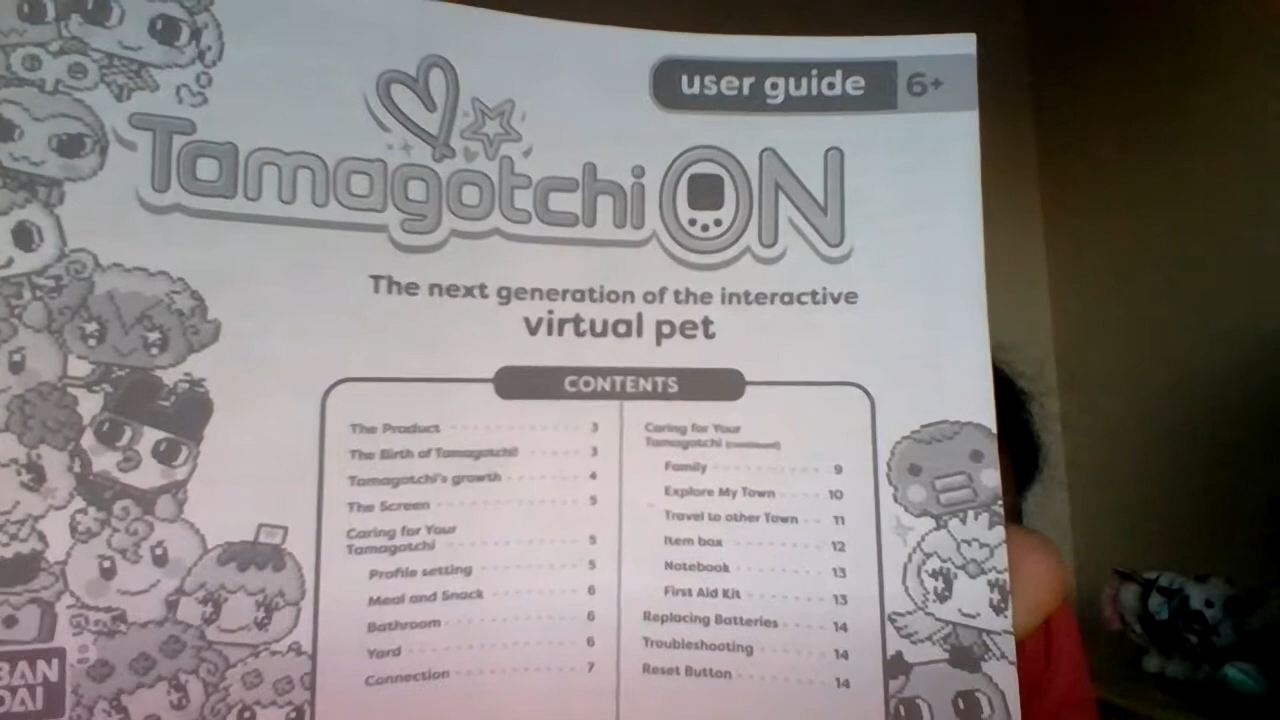 user guide 6+
Tamagotchi ON
The next generation of the interactive
virtual pet
CONTENTS
The Product 3
The Birth of Tamagotchi! 3
Tamagotchi's growth 4
The Screen 5
Caring for Your
Tamagotchi 5
Profile setting 5
Meal and Snack 6
Bathroom 6
Yard 6
Connection 7
Caring for Your
Tamagotchi (continued)
Family 9
Explore My Town 10
Travel to other Town 11
Item box 12
Notebook 13
First Aid Kit 13
Replacing Batteries 14
Troubleshooting 14
Reset Button 14
BAN
DAI